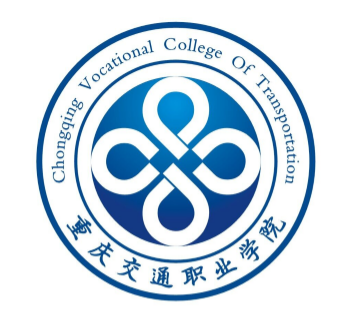 Chongqing Vocational College Of Transportation
重庆交通职业学院